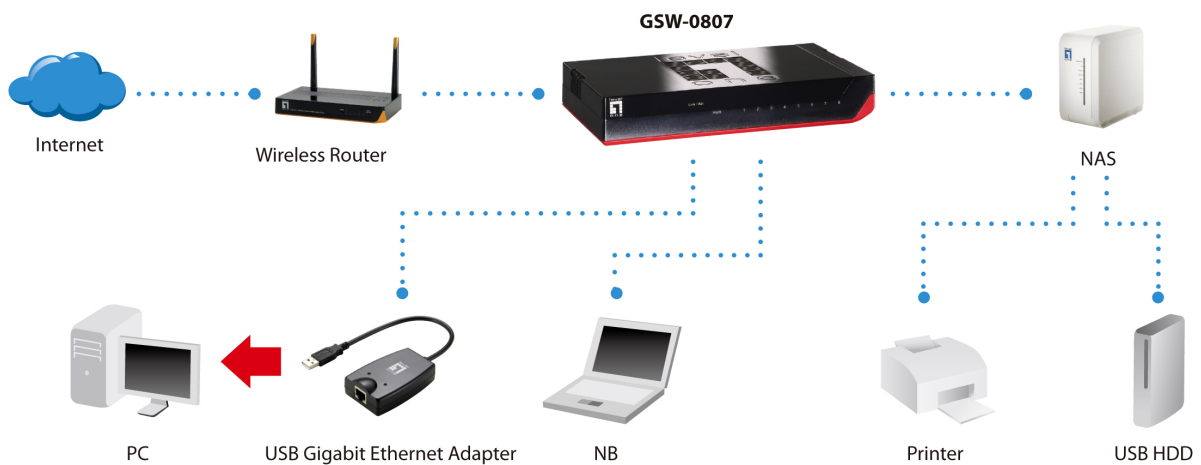 GSW-0807
Internet
Wireless Router
NAS
PC
USB Gigabit Ethernet Adapter
NB
Printer
USB HDD